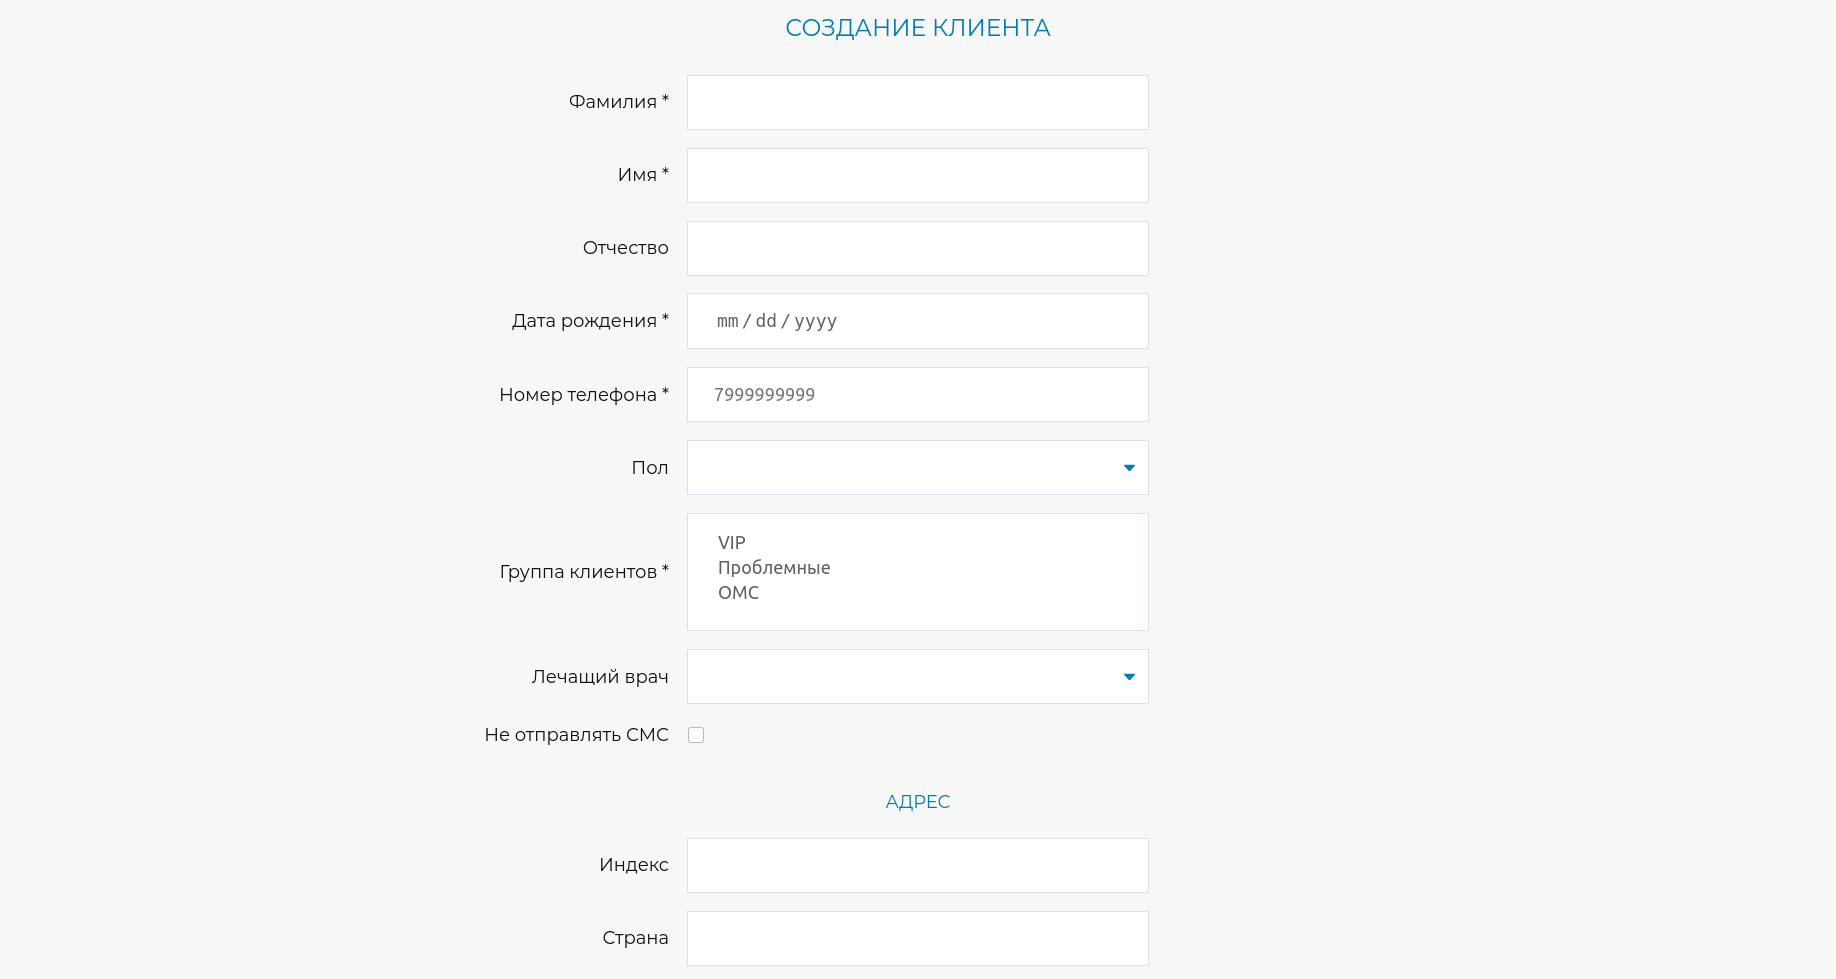 СОЗДАНИЕ КЛИЕНТА
Фамилия *
Имя *
Отчество
Дата рождения * mm / dd / yyyy
Номер телефона * 7999999999
Пол
VIP
Проблемные
Группа клиентов *
ОМС
Лечащий врач
Не отправлять СМС
АДРЕС
Индекс
Страна